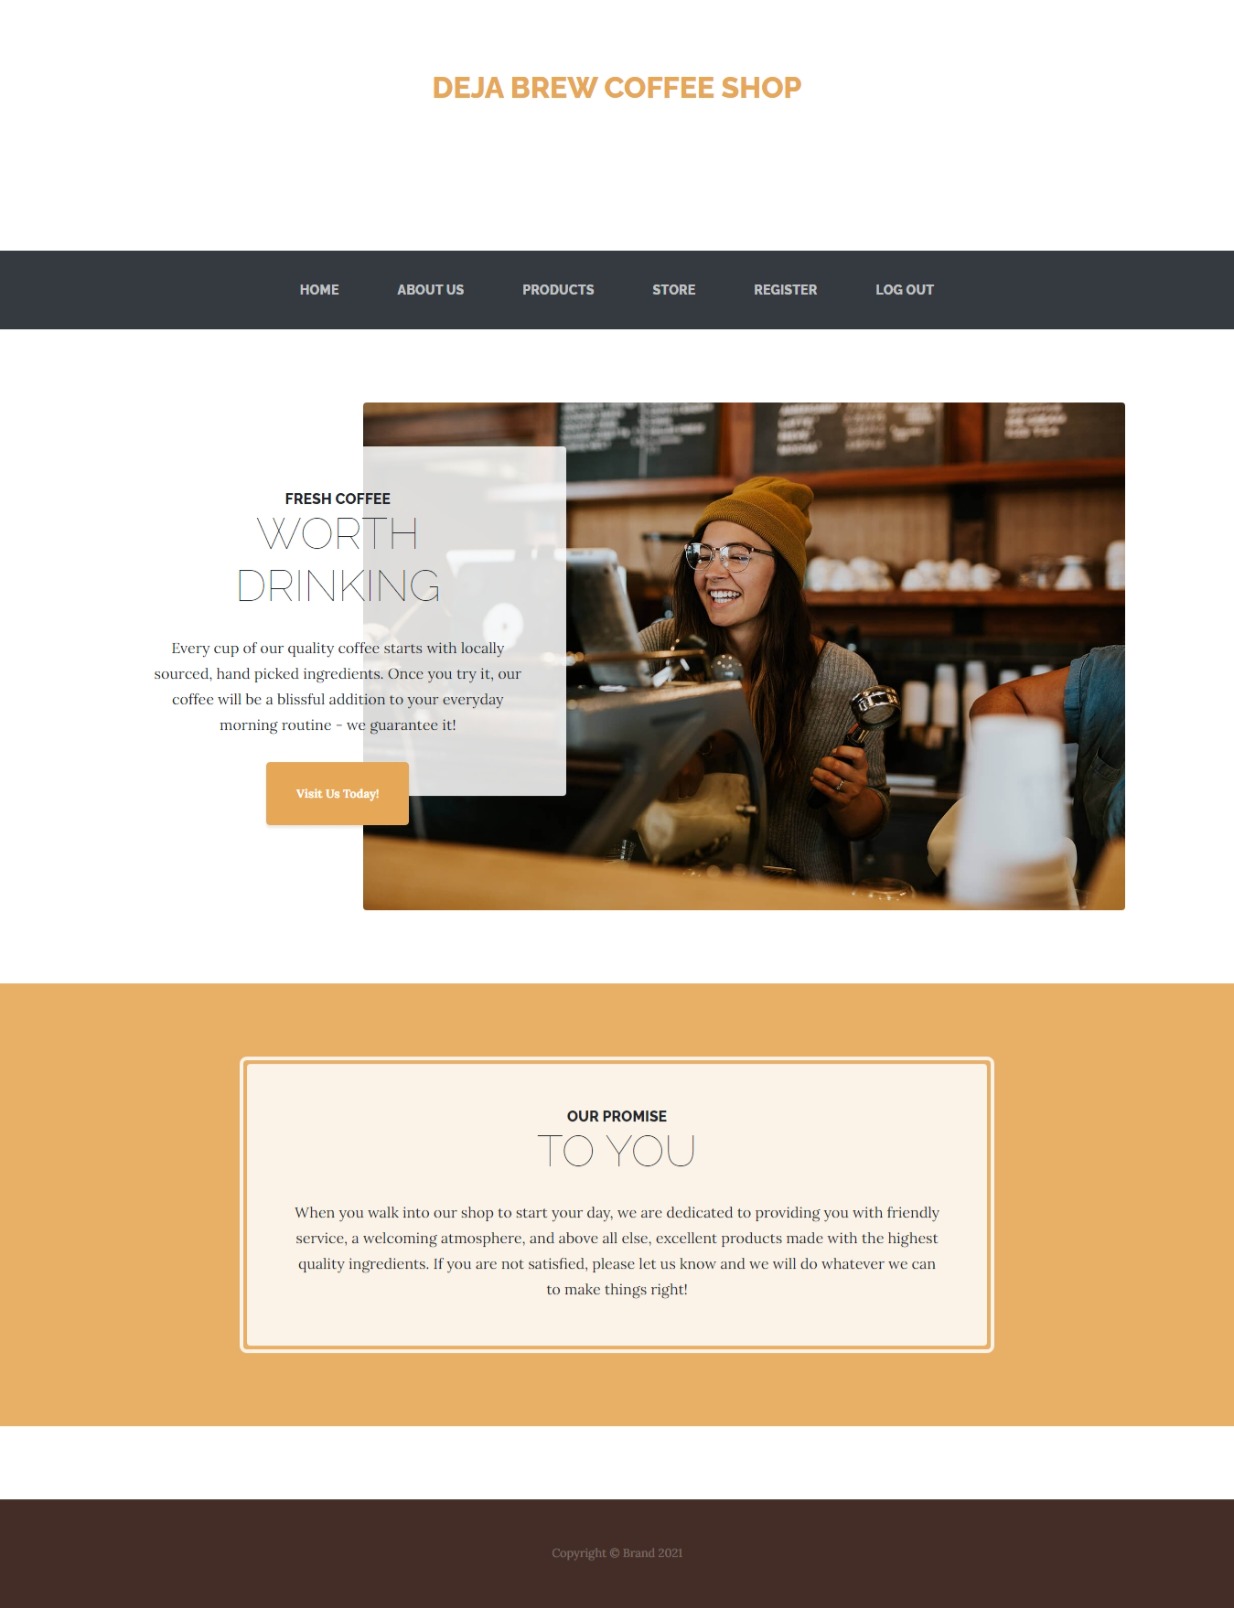 DEJA BREW COFFEE SHOP
HOME ABOUT US PRODUCTS STORE REGISTER LOG OUT
FRESH COFFEE
WORTH
DRINKING
Every cup of our quality coffee starts with locally
sourced, hand picked ingredients. Once you try it, our
coffee will be a blissful addition to your everyday
morning routine - we guarantee it!
Visit Us Today!
OUR PROMISE
TO YOU
When you walk into our shop to start your day, we are dedicated to providing you with friendly
service, a welcoming atmosphere, and above all else, excellent products made with the highest
quality ingredients. If you are not satisfied, please let us know and we will do whatever we can
to make things right!
Copyright © Brand 2021